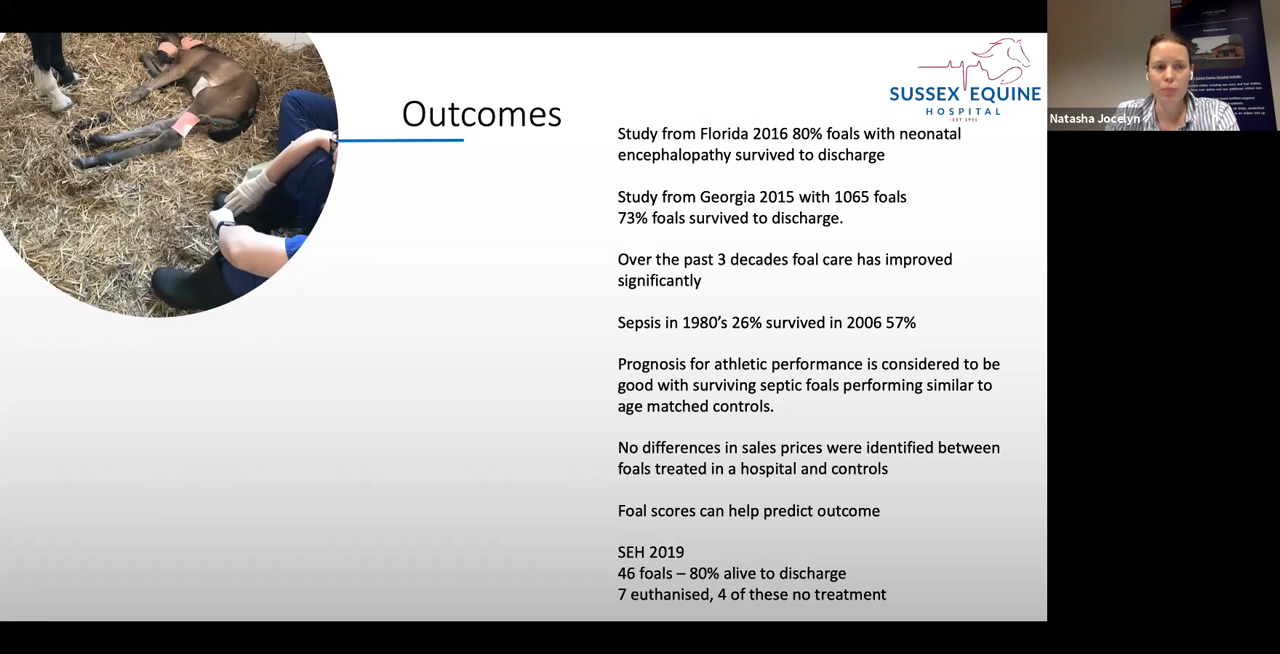 Outcomes
SUSSEX EQUINE
HOSPITAL
EST 1951
Study from Florida 2016 80% foals with neonatal
encephalopathy survived to discharge
Study from Georgia 2015 with 1065 foals
73% foals survived to discharge.
Over the past 3 decades foal care has improved
significantly
Sepsis in 1980's 26% survived in 2006 57%
Prognosis for athletic performance is considered to be
good with surviving septic foals performing similar to
age matched controls.
No differences in sales prices were identified between
foals treated in a hospital and controls
Foal scores can help predict outcome
SEH 2019
46 foals – 80% alive to discharge
7 euthanised, 4 of these no treatment
Natasha Jocelyn